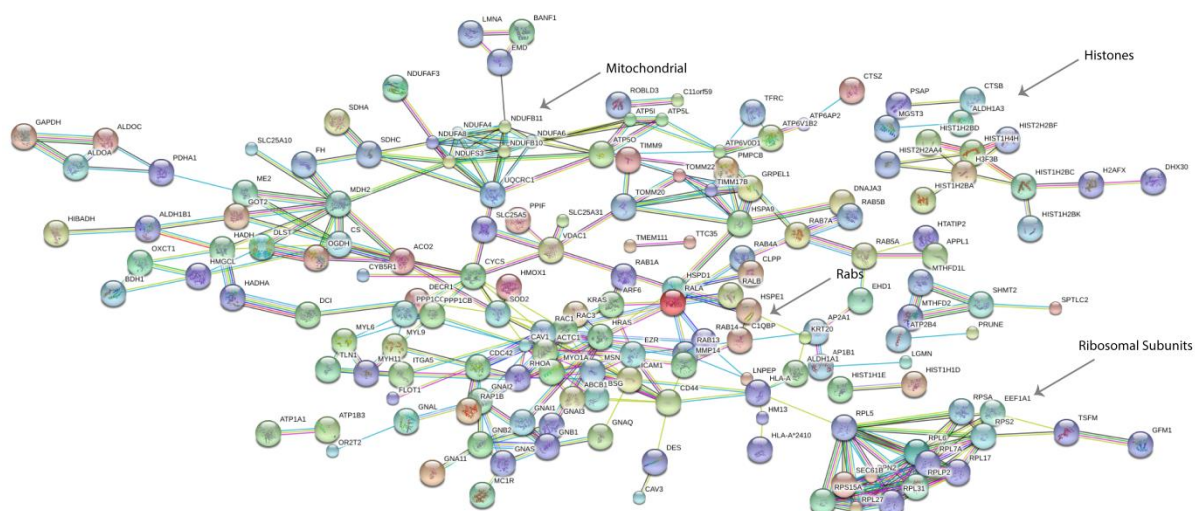 LMNA
BANF1
EMD
Mitochondrial
Histones
NDUFAF3
NDUFB11
NDUFA4
NDUFA8
NDUFA6
NDUFB10
NDUFS3
ROBLD3
C11orf59
ATP5I
ATP5L
ATP5O
TFRC
CTSZ
ATP6AP2
ATP6V1B2
ATP6V0D1
PSAP
CTSB
MGST3
ALDH1A3
HIST1H2BD
HIST1H4H
HIST2H2BF
HIST2H2AA4
H3F3B
HIST1H2BA
HIST1H2BC
H2AFX
DHX30
HIST1H2BK
GAPDH
ALDOC
ALDOA
PDHA1
SLC25A10
SDHA
SDHC
FH
UQCRC1
TIMM9
TOMM22
TOMM20
TIMM17B
PMPCB
GRPEL1
HSPA9
DNAJA3
RAB5B
RAB7A
RAB5A
HTATIP2
APPL1
ME2
GOT2
MDH2
HIBADH
ALDH1B1
HADH
DLST
CS
OGDH
ACO2
OXCT1
HMGCL
BDH1
HADHA
DCI
CYB5R1
CYCS
SLC25A5
PPIF
SLC25A31
VDAC1
TMEM111
TTC35
RAB4A
CLPP
RAB1A
HSPD1
RALB
RALA
Rabs
HSPE1
EHD1
MTHFD1L
MTHFD2
SHMT2
SPTLC2
ATP2B4
PRUNE
DECR1
HMOX1
SOD2
PPP1CB
ARF6
KRAS
RAC1
RAC3
HRAS
ACTC1
CAV1
RAB14
C1QBP
RAB13
MMP14
KRT20
AP2A1
AP1B1
LGMN
ALDH1A1
MYL6
MYL9
TLN1
MYH11
ITGA5
FLOT1
CDC42
RHOA
MYO1A
MSN
EZR
ICAM1
ABCB1
BSG
CD44
LNPEP
HLA-A
HIST1H1E
HIST1H1D
Ribosomal Subunits
ATP1A1
ATP1B3
OR2T2
GNAL
GNAI2
RAP1B
GNAI1
GNAI3
GNB2
GNB1
GNAS
GNAQ
GNA11
MC1R
DES
CAV3
HM13
HLA-A*2410
RPL5
RPSA
EEF1A1
RPS2
TSFM
GFM1
RPL6
RPL7A
RPL17
SEC61B
RPLP2
RPS15A
RPL31
RPL27